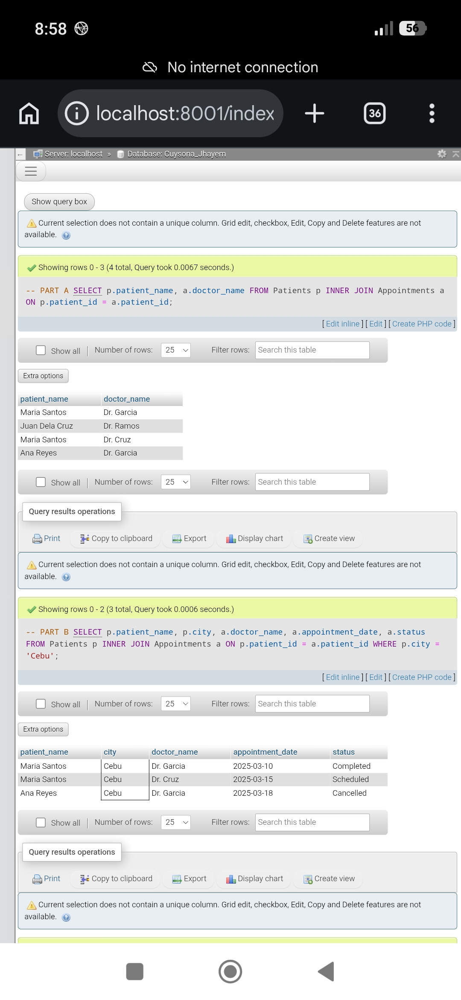 8:58
56
No internet connection
localhost:8001/index
36
Server: localhost » Database: Cuysona_Jhayem
Show query box
Current selection does not contain a unique column. Grid edit, checkbox, Edit, Copy and Delete features are not
available.
Showing rows 0 - 3 (4 total, Query took 0.0067 seconds.)
-- PART A SELECT p.patient_name, a.doctor_name FROM Patients p INNER JOIN Appointments a
ON p.patient_id = a.patient_id;
[ Edit inline ] [ Edit ] [ Create PHP code ]
Show all | Number of rows: 25 Filter rows: Search this table
Extra options
patient_name doctor_name
Maria Santos Dr. Garcia
Juan Dela Cruz Dr. Ramos
Maria Santos Dr. Cruz
Ana Reyes Dr. Garcia
Show all | Number of rows: 25 Filter rows: Search this table
Query results operations
Print Copy to clipboard Export Display chart Create view
Current selection does not contain a unique column. Grid edit, checkbox, Edit, Copy and Delete features are not
available.
Showing rows 0 - 2 (3 total, Query took 0.0006 seconds.)
-- PART B SELECT p.patient_name, p.city, a.doctor_name, a.appointment_date, a.status
FROM Patients p INNER JOIN Appointments a ON p.patient_id = a.patient_id WHERE p.city =
'Cebu';
[ Edit inline ] [ Edit ] [ Create PHP code ]
Show all | Number of rows: 25 Filter rows: Search this table
Extra options
patient_name city doctor_name appointment_date status
Maria Santos Cebu Dr. Garcia 2025-03-10 Completed
Maria Santos Cebu Dr. Cruz 2025-03-15 Scheduled
Ana Reyes Cebu Dr. Garcia 2025-03-18 Cancelled
Show all | Number of rows: 25 Filter rows: Search this table
Query results operations
Print Copy to clipboard Export Display chart Create view
Current selection does not contain a unique column. Grid edit, checkbox, Edit, Copy and Delete features are not
available.